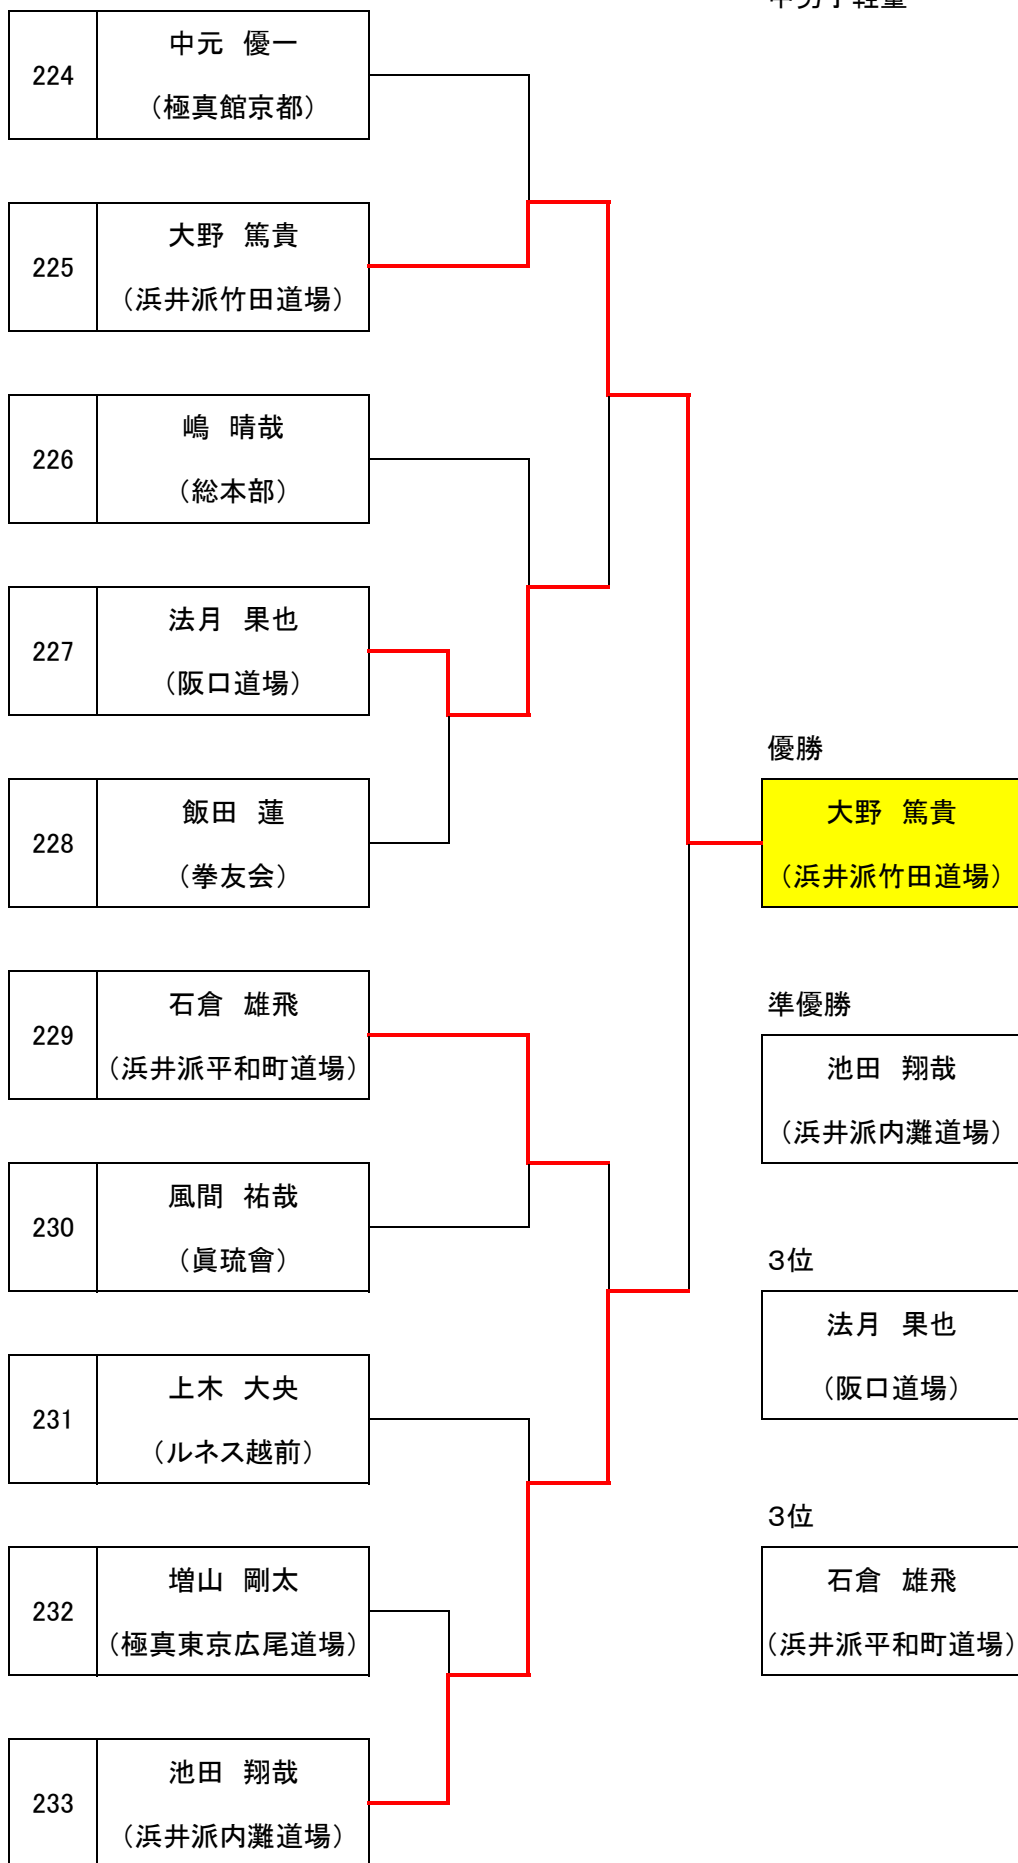 224
中元 優一
（極真館京都）
225
大野 篤貴
（浜井派竹田道場）
226
嶋 晴哉
（総本部）
227
法月 果也
（阪口道場）
228
飯田 蓮
（拳友会）
229
石倉 雄飛
（浜井派平和町道場）
230
風間 祐哉
（眞琉會）
231
上木 大央
（ルネス越前）
232
増山 剛太
（極真東京広尾道場）
233
池田 翔哉
（浜井派内灘道場）
優勝
大野 篤貴
（浜井派竹田道場）
準優勝
池田 翔哉
（浜井派内灘道場）
3位
法月 果也
（阪口道場）
3位
石倉 雄飛
（浜井派平和町道場）